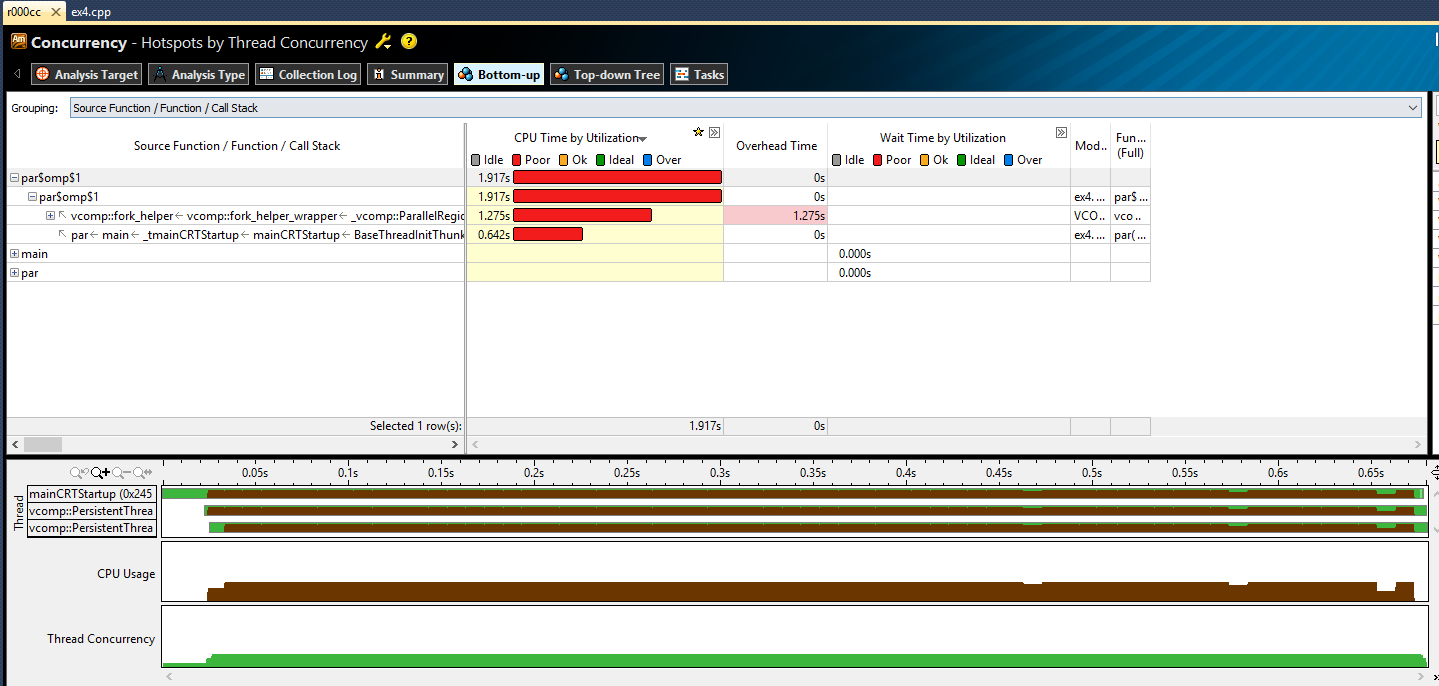 r000cc ex4.cpp
Concurrency - Hotspots by Thread Concurrency ?
Analysis Target Analysis Type Collection Log Summary Bottom-up Top-down Tree Tasks
Grouping: Source Function / Function / Call Stack
Source Function / Function / Call Stack CPU Time by Utilization Overhead Time Wait Time by Utilization Mod.. Fun... (Full)
Idle Poor Ok Ideal Over Idle Poor Ok Ideal Over
par$omp$1 1.917s 0s
par$omp$1 1.917s 0s ex4.... par$ ...
vcomp::fork_helper← vcomp::fork_helper_wrapper← _vcomp::ParallelRegic 1.275s 1.275s VCO.. vco ..
par← main← _tmainCRTStartup← mainCRTStartup← BaseThreadInitThunk 0.642s 0s ex4.... par( ...
main 0.000s
par 0.000s
Selected 1 row(s): 1.917s 0s
0.05s 0.1s 0.15s 0.2s 0.25s 0.3s 0.35s 0.4s 0.45s 0.5s 0.55s 0.6s 0.65s
Thread
mainCRTStartup (0x245
vcomp::PersistentThrea
vcomp::PersistentThrea
CPU Usage
Thread Concurrency